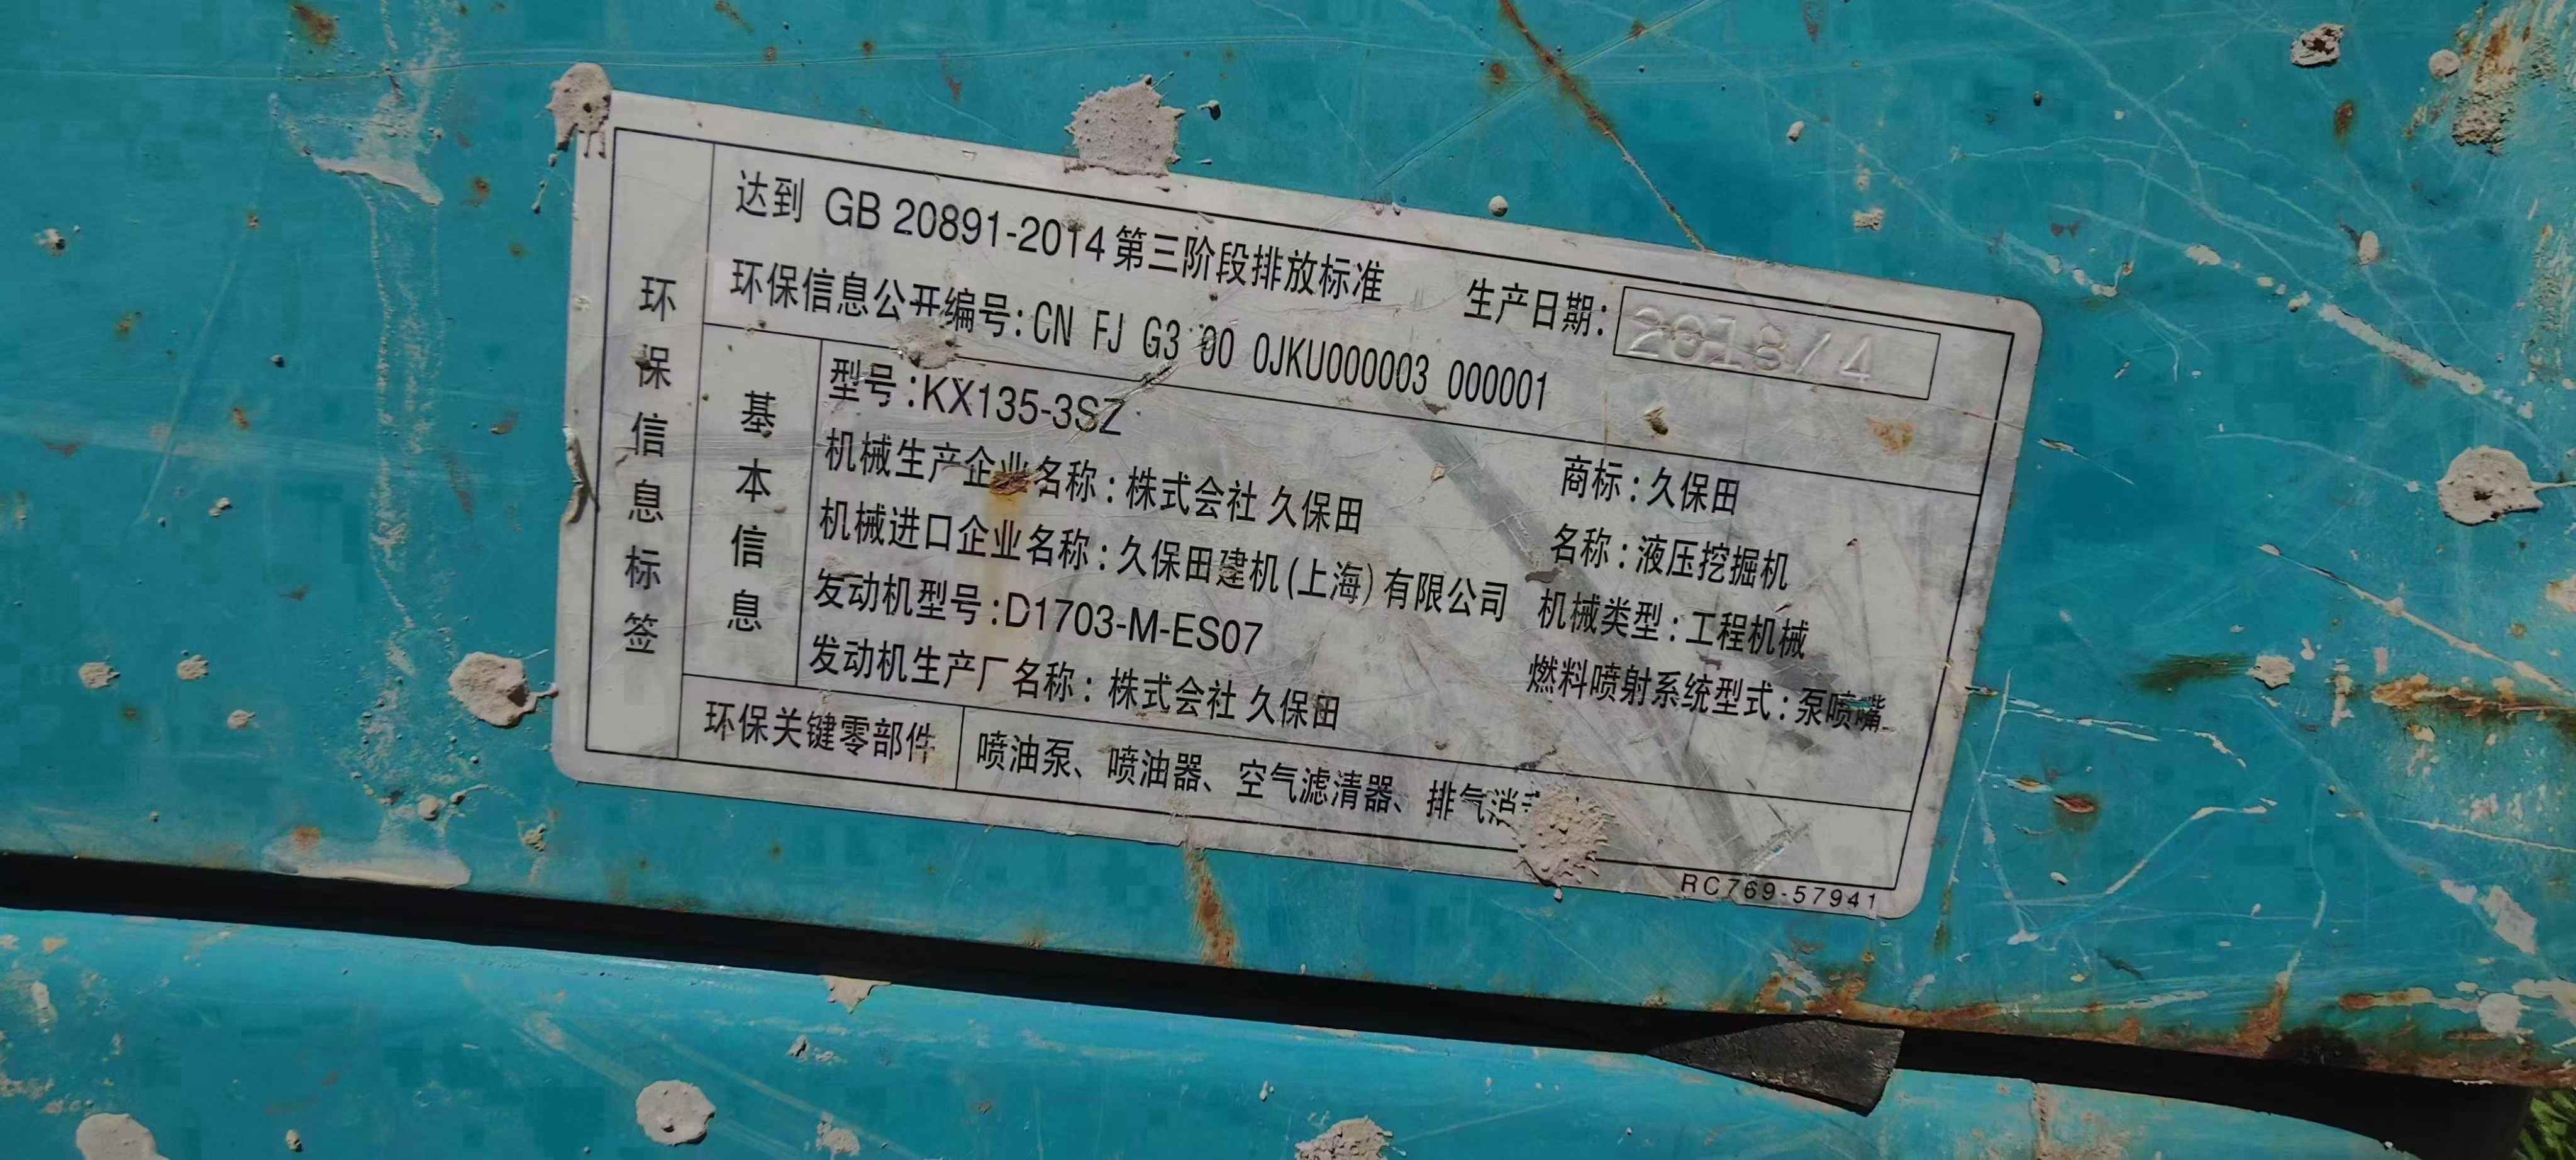 环保信息标签
达到 GB 20891-2014 第三阶段排放标准
生产日期: 2018/4
环保信息公开编号: CN FJ G3 00 0JKU000003 000001
基本信息
型号:KX135-3SZ
商标:久保田
机械生产企业名称:株式会社 久保田
名称:液压挖掘机
机械进口企业名称:久保田建机(上海)有限公司
机械类型:工程机械
发动机型号:D1703-M-ES07
燃料喷射系统型式:泵喷嘴
发动机生产厂名称:株式会社 久保田
环保关键零部件
喷油泵、喷油器、空气滤清器、排气消
RC769-57941